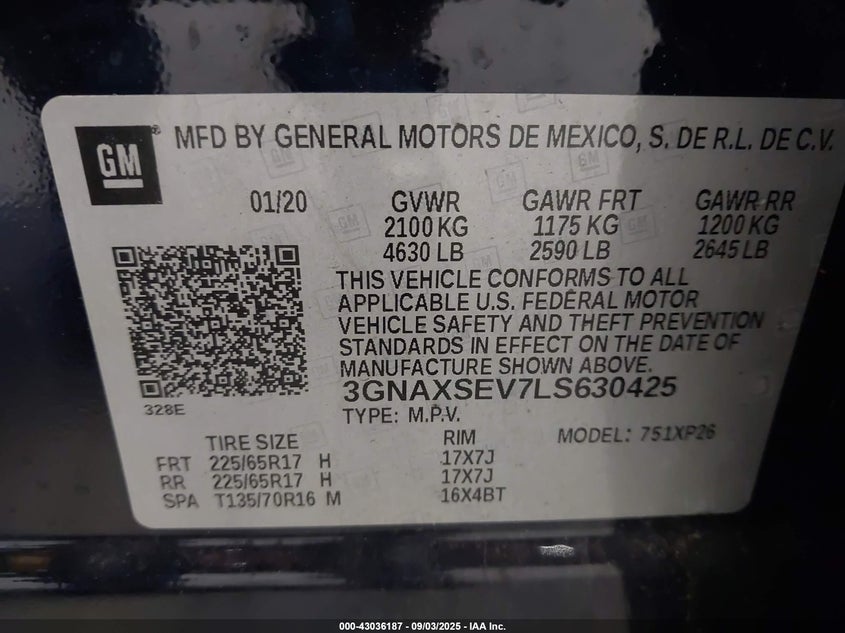 GM
® MFD BY GENERAL MOTORS DE MEXICO, S. DE R.L. DE C.V.
01/20 GVWR GAWR FRT GAWR RR
2100 KG 1175 KG 1200 KG
4630 LB 2590 LB 2645 LB
THIS VEHICLE CONFORMS TO ALL
APPLICABLE U.S. FEDERAL MOTOR
VEHICLE SAFETY AND THEFT PREVENTION
STANDARDS IN EFFECT ON THE DATE OF
MANUFACTURE SHOWN ABOVE.
3GNAXSEV7LS630425
328E
TYPE: M.P.V.
TIRE SIZE RIM MODEL: 751XP26
FRT 225/65R17 H 17X7J
RR 225/65R17 H 17X7J
SPA T135/70R16 M 16X4BT
000-43036187 - 09/03/2025 - IAA Inc.